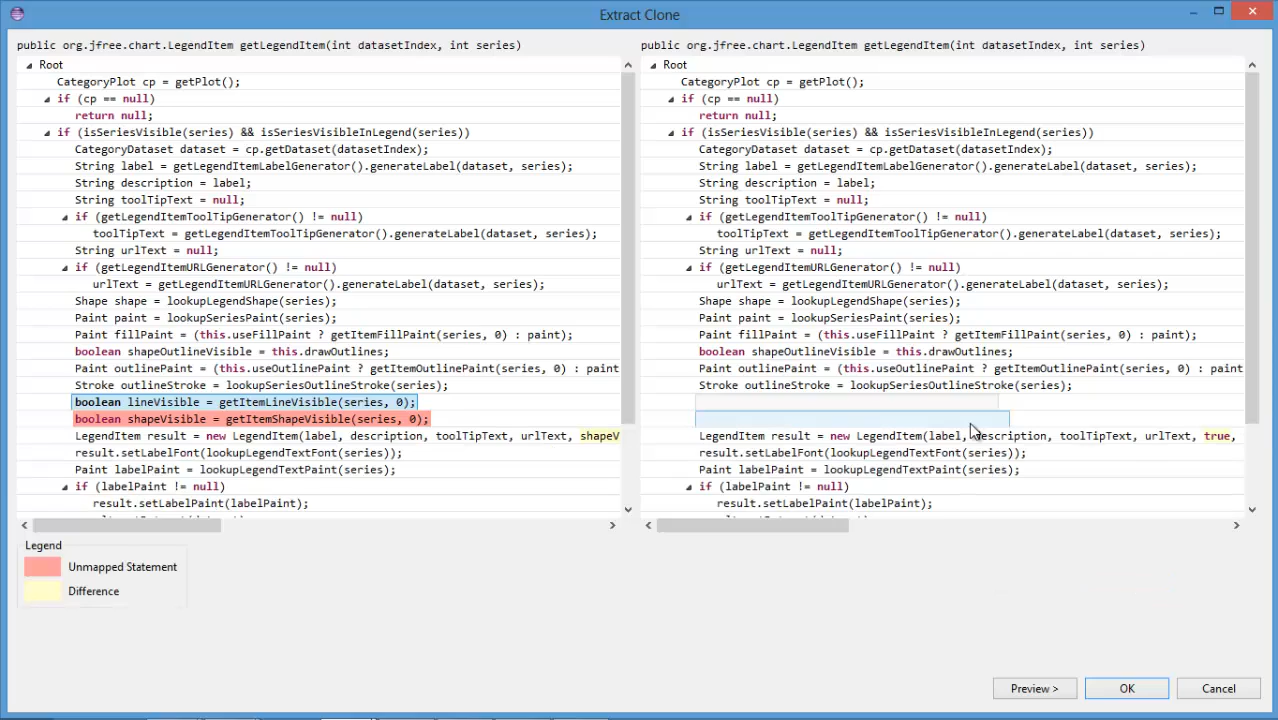 Extract Clone
public org.jfree.chart.LegendItem getLegendItem(int datasetIndex, int series)
Root
CategoryPlot cp = getPlot();
if (cp == null)
return null;
if (isSeriesVisible(series) && isSeriesVisibleInLegend(series))
CategoryDataset dataset = cp.getDataset(datasetIndex);
String label = getLegendItemLabelGenerator().generateLabel(dataset, series);
String description = label;
String toolTipText = null;
if (getLegendItemToolTipGenerator() != null)
toolTipText = getLegendItemToolTipGenerator().generateLabel(dataset, series);
String urlText = null;
if (getLegendItemURLGenerator() != null)
urlText = getLegendItemURLGenerator().generateLabel(dataset, series);
Shape shape = lookupLegendShape(series);
Paint paint = lookupSeriesPaint(series);
Paint fillPaint = (this.useFillPaint ? getItemFillPaint(series, 0) : paint);
boolean shapeOutlineVisible = this.drawOutlines;
Paint outlinePaint = (this.useOutlinePaint ? getItemOutlinePaint(series, 0) : paint
Stroke outlineStroke = lookupSeriesOutlineStroke(series);
boolean lineVisible = getItemLineVisible(series, 0);
boolean shapeVisible = getItemShapeVisible(series, 0);
LegendItem result = new LegendItem(label, description, toolTipText, urlText, shapeV
result.setLabelFont(lookupLegendTextFont(series));
Paint labelPaint = lookupLegendTextPaint(series);
if (labelPaint != null)
result.setLabelPaint(labelPaint);
public org.jfree.chart.LegendItem getLegendItem(int datasetIndex, int series)
Root
CategoryPlot cp = getPlot();
if (cp == null)
return null;
if (isSeriesVisible(series) && isSeriesVisibleInLegend(series))
CategoryDataset dataset = cp.getDataset(datasetIndex);
String label = getLegendItemLabelGenerator().generateLabel(dataset, series);
String description = label;
String toolTipText = null;
if (getLegendItemToolTipGenerator() != null)
toolTipText = getLegendItemToolTipGenerator().generateLabel(dataset, series);
String urlText = null;
if (getLegendItemURLGenerator() != null)
urlText = getLegendItemURLGenerator().generateLabel(dataset, series);
Shape shape = lookupLegendShape(series);
Paint paint = lookupSeriesPaint(series);
Paint fillPaint = (this.useFillPaint ? getItemFillPaint(series, 0) : paint);
boolean shapeOutlineVisible = this.drawOutlines;
Paint outlinePaint = (this.useOutlinePaint ? getItemOutlinePaint(series, 0) : paint
Stroke outlineStroke = lookupSeriesOutlineStroke(series);
LegendItem result = new LegendItem(label, description, toolTipText, urlText, true,
result.setLabelFont(lookupLegendTextFont(series));
Paint labelPaint = lookupLegendTextPaint(series);
if (labelPaint != null)
result.setLabelPaint(labelPaint);
Legend
Unmapped Statement
Difference
Preview >
OK
Cancel